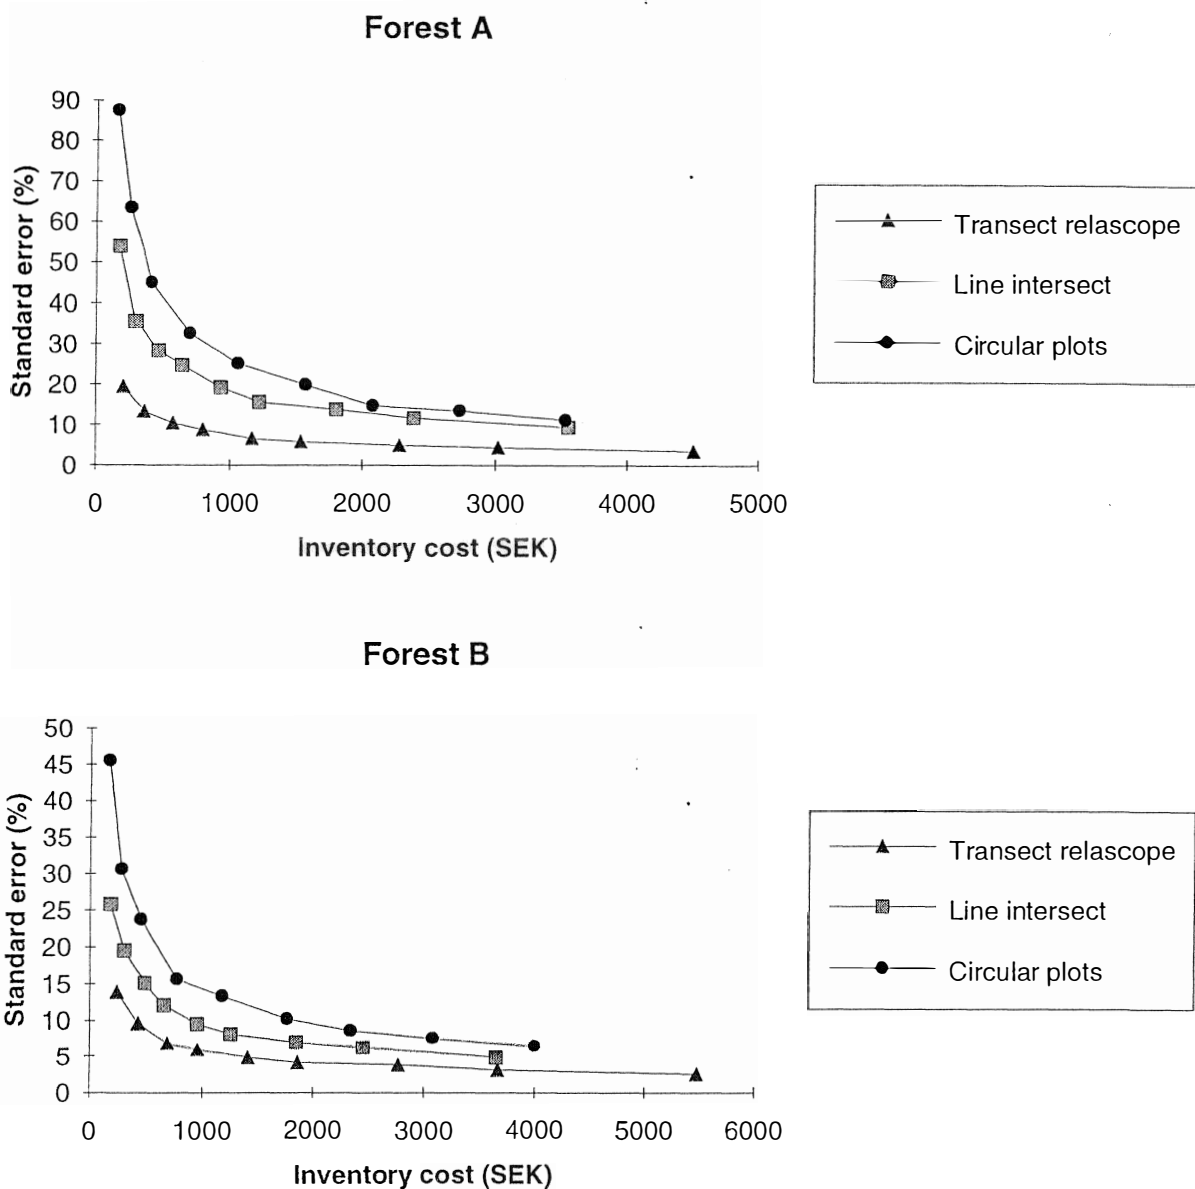 Forest A
Standard error (%)
90
80
70
60
50
40
30
20
10
0
0 1000 2000 3000 4000 5000
Inventory cost (SEK)
Transect relascope
Line intersect
Circular plots
Forest B
Standard error (%)
50
45
40
35
30
25
20
15
10
5
0
0 1000 2000 3000 4000 5000 6000
Inventory cost (SEK)
Transect relascope
Line intersect
Circular plots